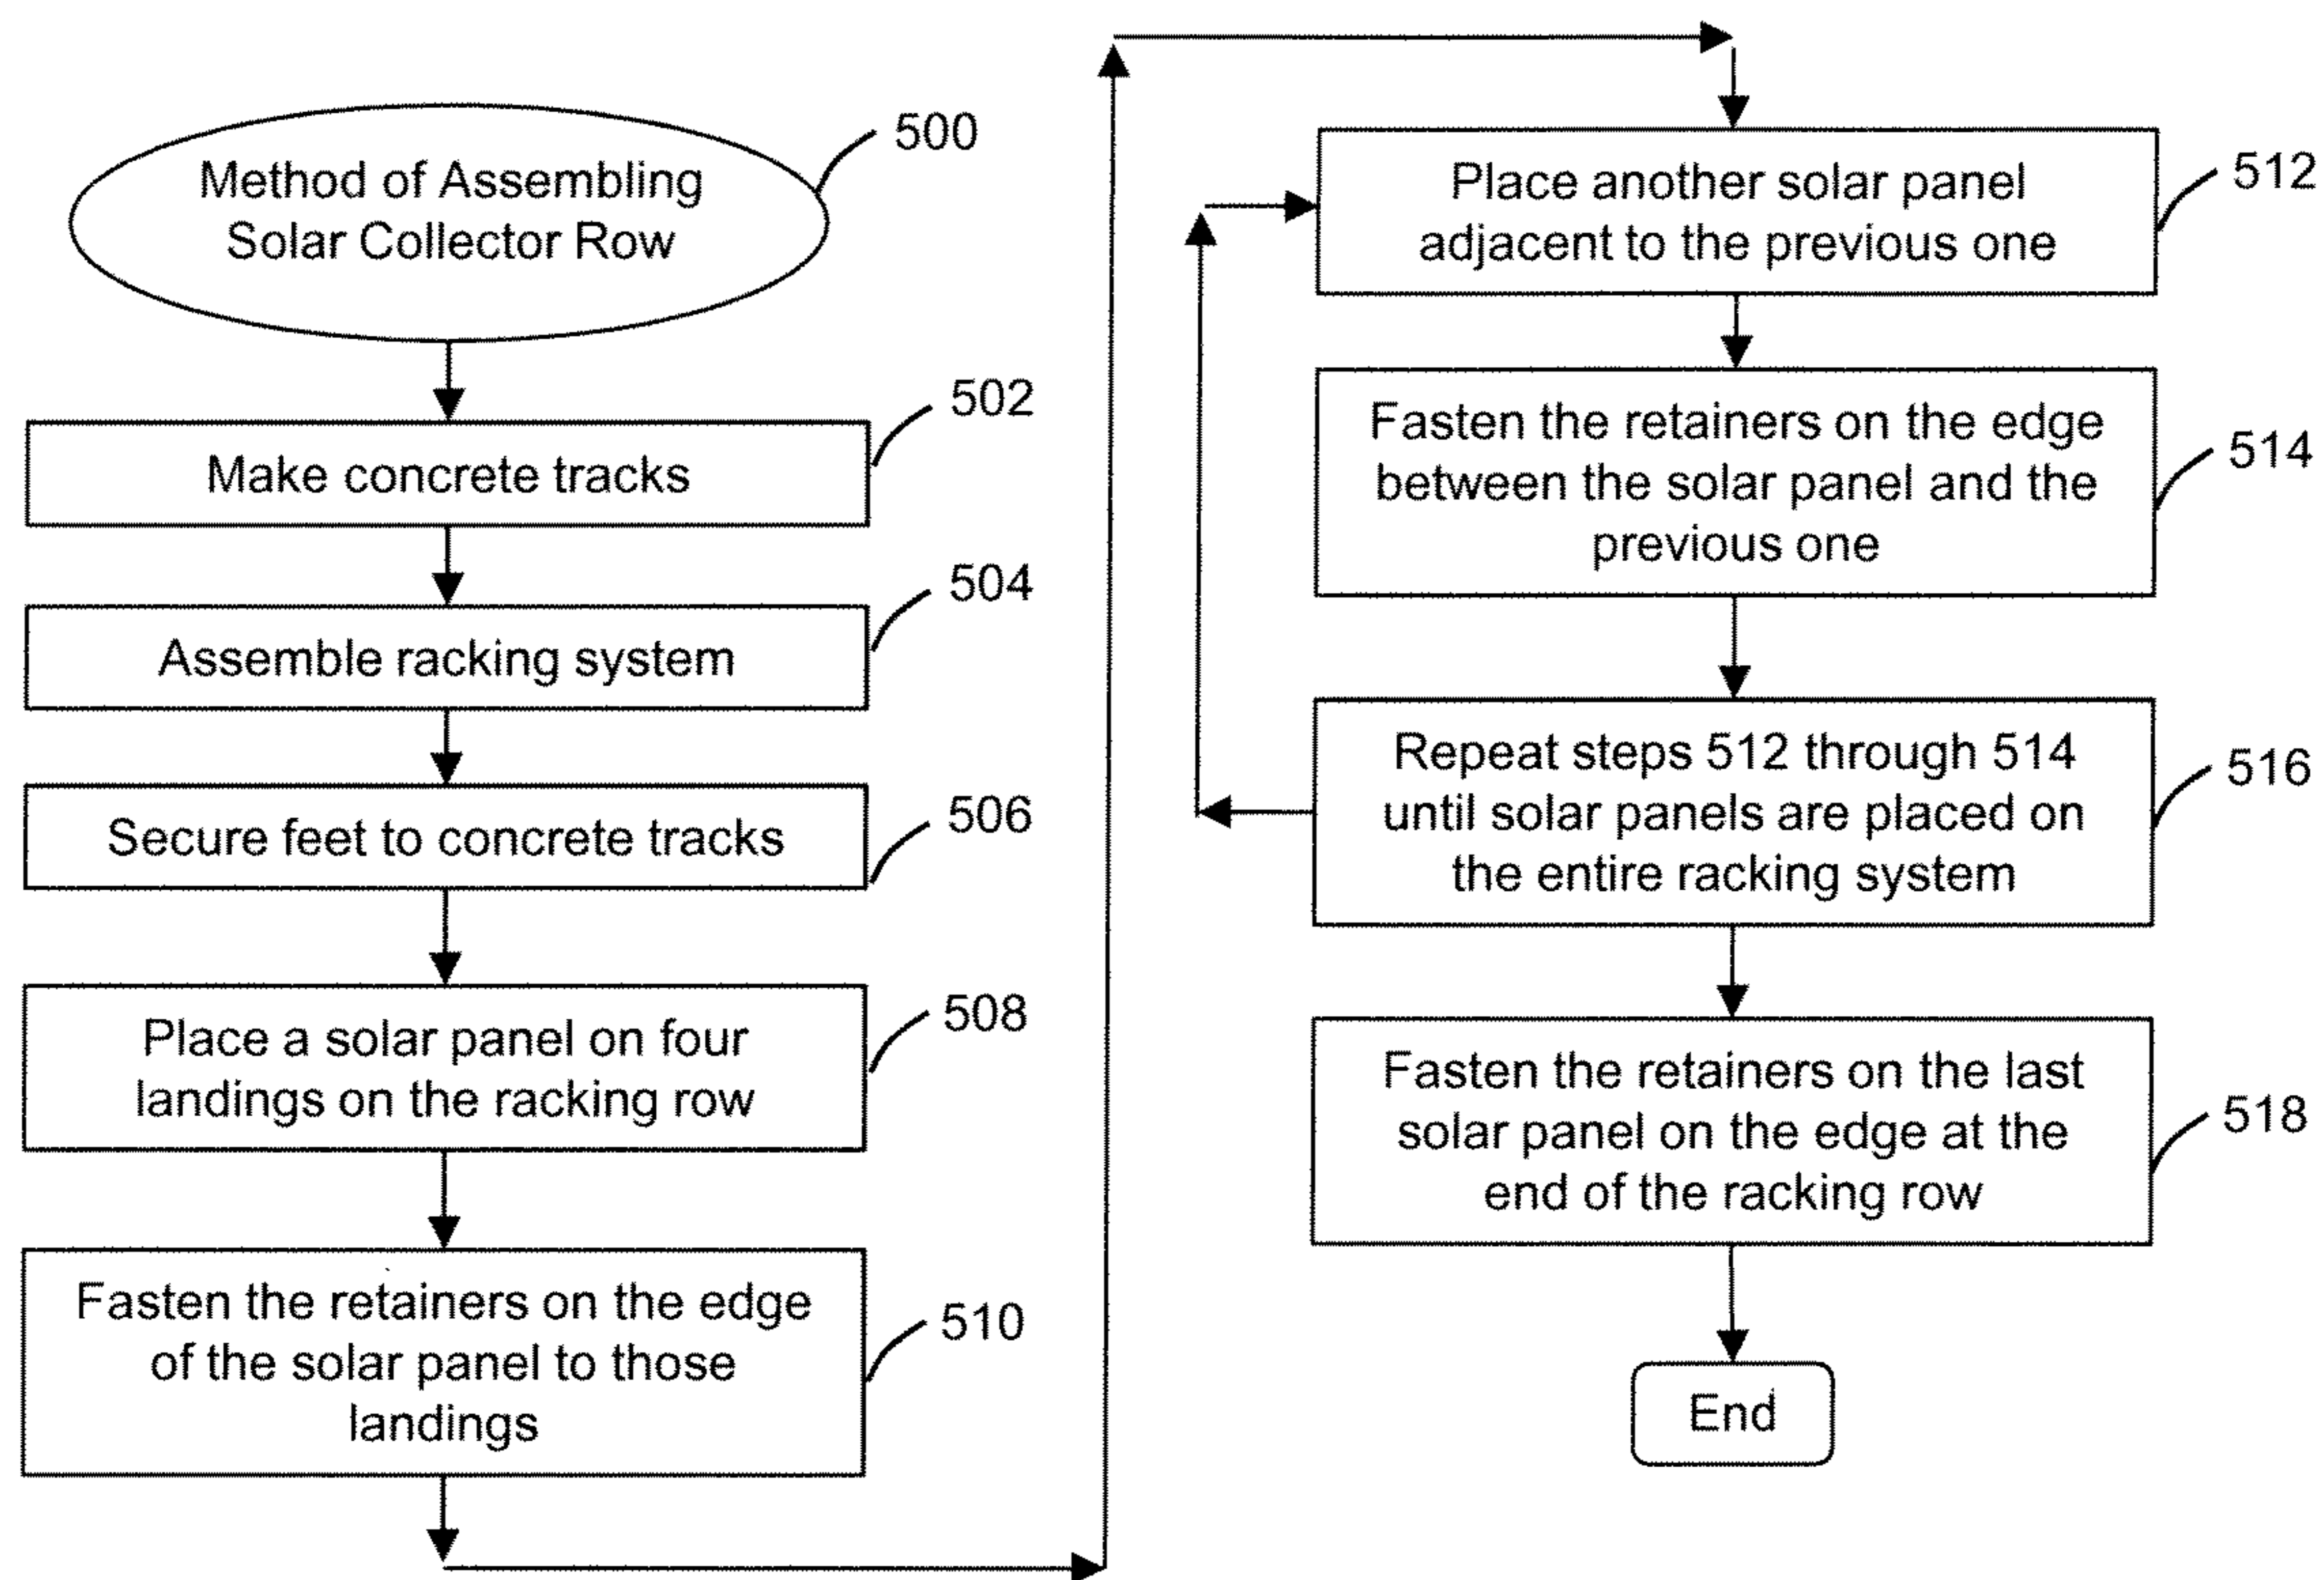 Method of Assembling
Solar Collector Row
500
Make concrete tracks
502
Assemble racking system
504
Secure feet to concrete tracks
506
Place a solar panel on four
landings on the racking row
508
Fasten the retainers on the edge
of the solar panel to those
landings
510
Place another solar panel
adjacent to the previous one
512
Fasten the retainers on the edge
between the solar panel and the
previous one
514
Repeat steps 512 through 514
until solar panels are placed on
the entire racking system
516
Fasten the retainers on the last
solar panel on the edge at the
end of the racking row
518
End